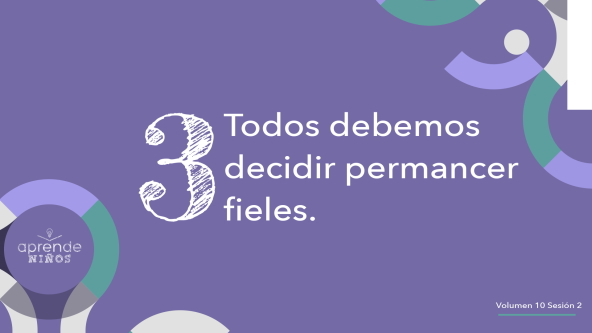 3
Todos debemos
decidir permancer
fieles.
aprende
NIÑOS
Volumen 10 Sesión 2